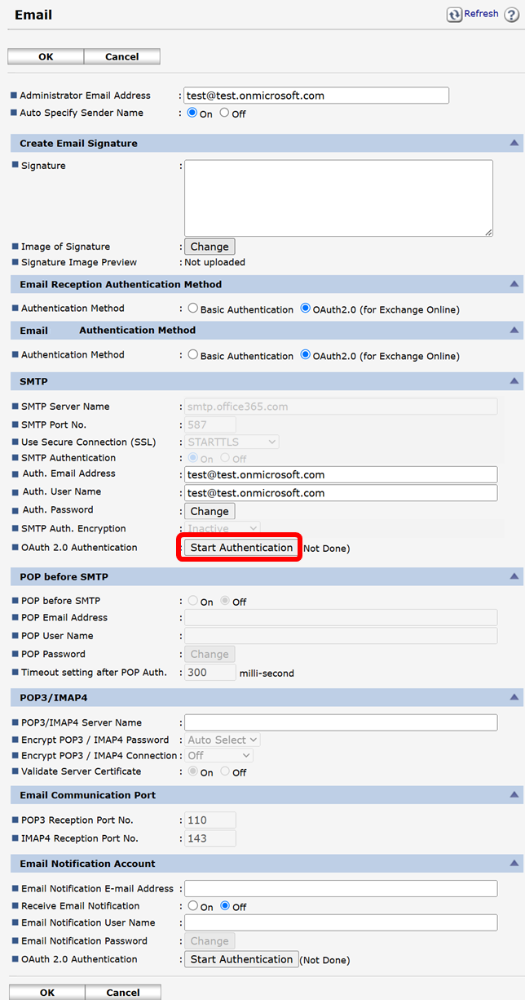 Email
Refresh ?
OK Cancel
Administrator Email Address : test@test.onmicrosoft.com
Auto Specify Sender Name : On Off
Create Email Signature
Signature :
Image of Signature : Change
Signature Image Preview : Not uploaded
Email Reception Authentication Method
Authentication Method : Basic Authentication OAuth2.0 (for Exchange Online)
Email Authentication Method
Authentication Method : Basic Authentication OAuth2.0 (for Exchange Online)
SMTP
SMTP Server Name : smtp.office365.com
SMTP Port No. : 587
Use Secure Connection (SSL) : STARTTLS
SMTP Authentication : On Off
Auth. Email Address : test@test.onmicrosoft.com
Auth. User Name : test@test.onmicrosoft.com
Auth. Password : Change
SMTP Auth. Encryption : Inactive
OAuth 2.0 Authentication : Start Authentication Not Done)
POP before SMTP
POP before SMTP : On Off
POP Email Address :
POP User Name :
POP Password : Change
Timeout setting after POP Auth. : 300 milli-second
POP3/IMAP4
POP3/IMAP4 Server Name :
Encrypt POP3 / IMAP4 Password : Auto Select
Encrypt POP3 / IMAP4 Connection : Off
Validate Server Certificate : On Off
Email Communication Port
POP3 Reception Port No. : 110
IMAP4 Reception Port No. : 143
Email Notification Account
Email Notification E-mail Address :
Receive Email Notification : On Off
Email Notification User Name :
Email Notification Password : Change
OAuth 2.0 Authentication : Start Authentication (Not Done)
OK Cancel